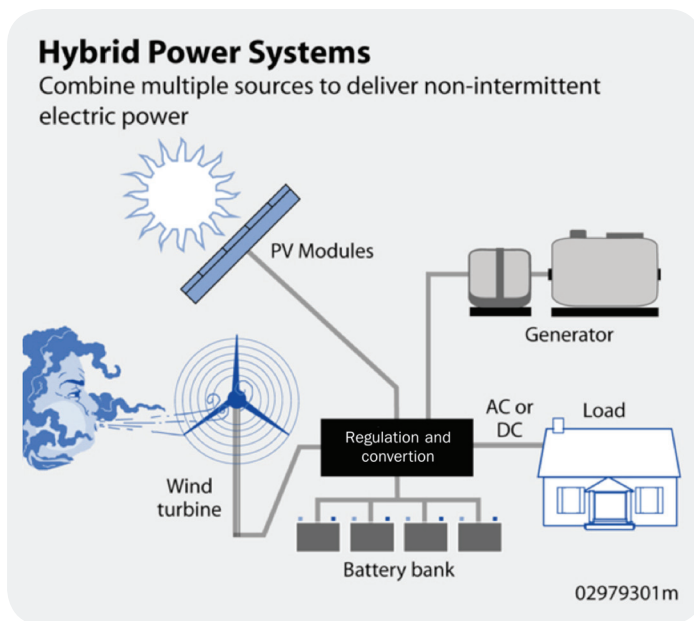 Hybrid Power Systems
Combine multiple sources to deliver non-intermittent
electric power
PV Modules
Generator
AC or
DC
Load
Regulation and
convertion
Wind
turbine
Battery bank
02979301m